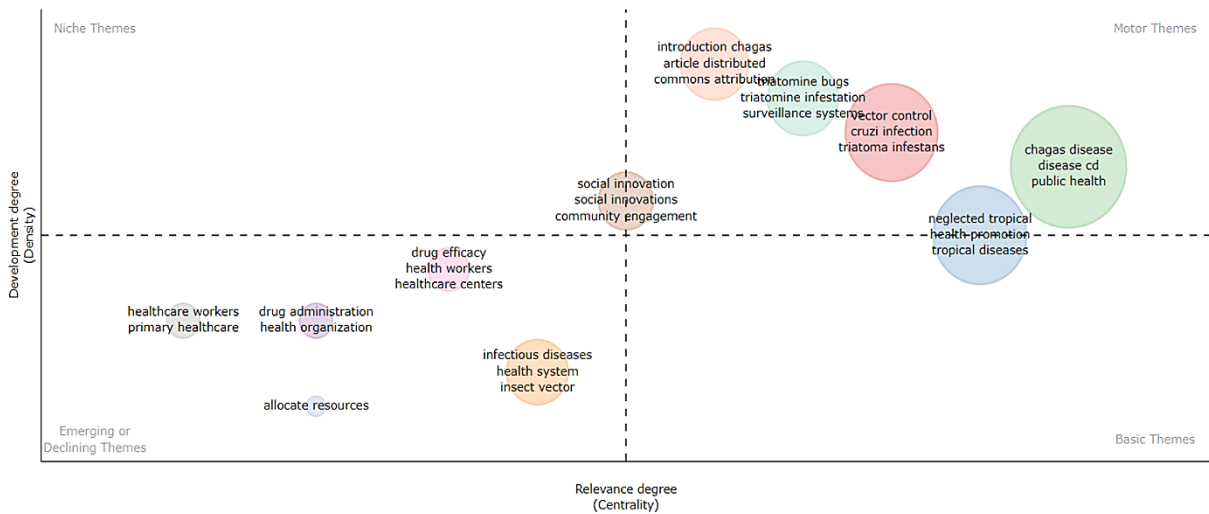 Niche Themes
Motor Themes
introduction chagas
article distributed
commons attribution
triatomine bugs
triatomine infestation
surveillance systems
vector control
cruzi infection
triatoma infestans
chagas disease
disease cd
public health
social innovation
social innovations
community engagement
neglected tropical
health promotion
tropical diseases
drug efficacy
health workers
healthcare centers
healthcare workers
primary healthcare
drug administration
health organization
infectious diseases
health system
insect vector
allocate resources
Emerging or
Declining Themes
Basic Themes
Development degree
(Density)
Relevance degree
(Centrality)